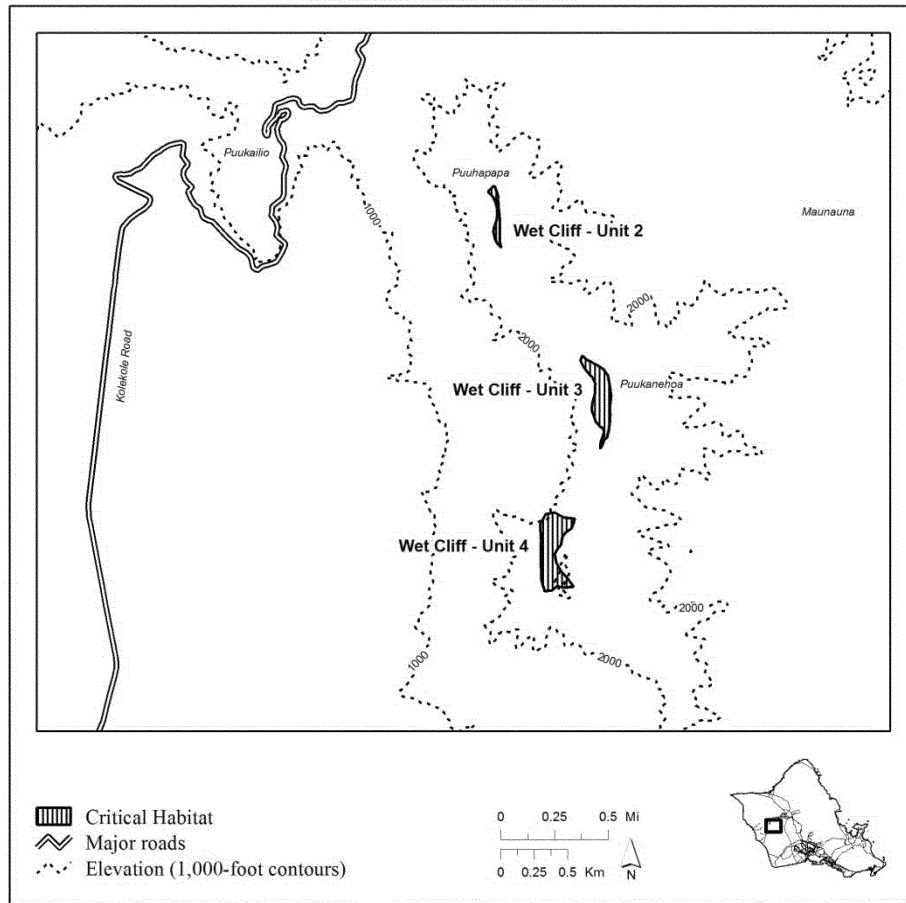 Puukailio
Puuhapapa
Maunauna
1000
Wet Cliff - Unit 2
2000
2000
Kolekole Road
Wet Cliff - Unit 3
Puukanehoa
Wet Cliff - Unit 4
2000
1000
2000
Critical Habitat
Major roads
Elevation (1,000-foot contours)
0 0.25 0.5 Mi
0 0.25 0.5 Km
N